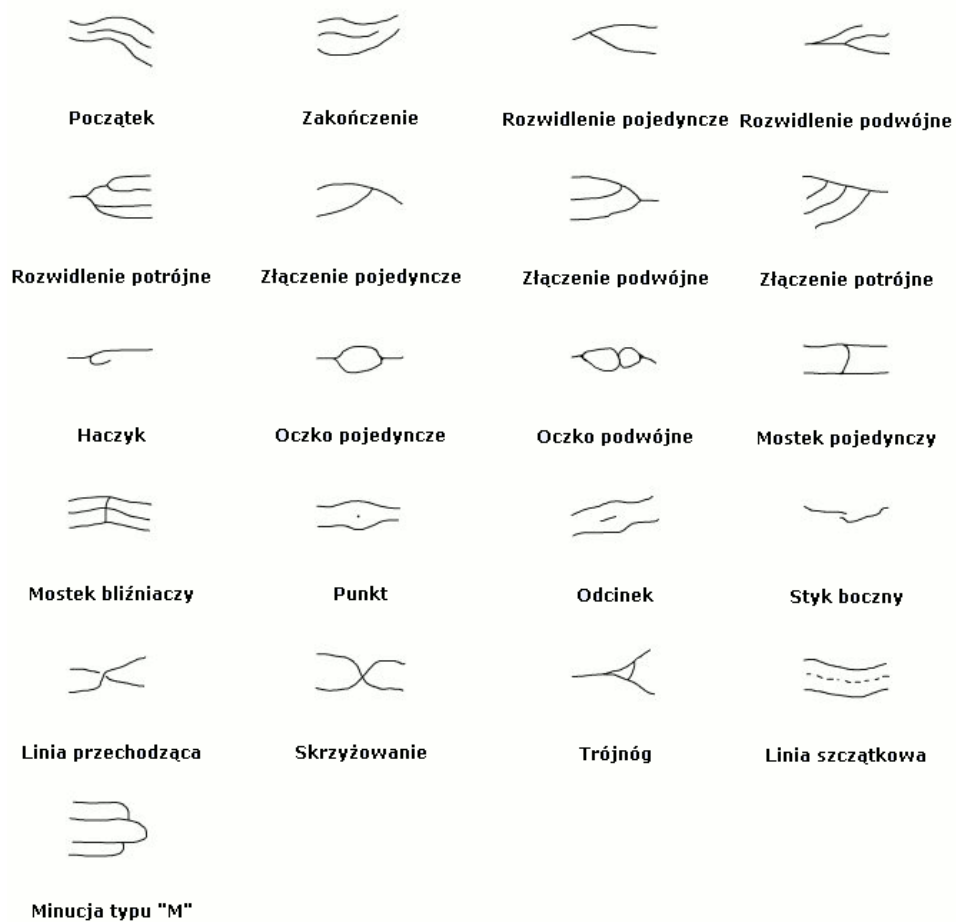 Początek
Zakończenie
Rozwidlenie pojedyncze
Rozwidlenie podwójne
Rozwidlenie potrójne
Złączenie pojedyncze
Złączenie podwójne
Złączenie potrójne
Haczyk
Oczko pojedyncze
Oczko podwójne
Mostek pojedynczy
Mostek bliźniaczy
Punkt
Odcinek
Styk boczny
Linia przechodząca
Skrzyżowanie
Trójnóg
Linia szczątkowa
Minucja typu "M"